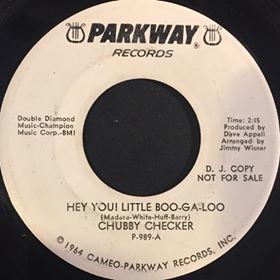 PARKWAY
RECORDS
Double Diamond
Music-Champion
Music Corp.-BMI
Time: 2:15
Produced by
Dave Appell
Arranged by
Jimmy Wisner
D. J. COPY
NOT FOR SALE
HEY YOU! LITTLE BOO-GA-LOO
(Madara-White-Huff-Barry)
CHUBBY CHECKER
P-989-A
© 1964 CAMEO-PARKWAY RECORDS, INC.